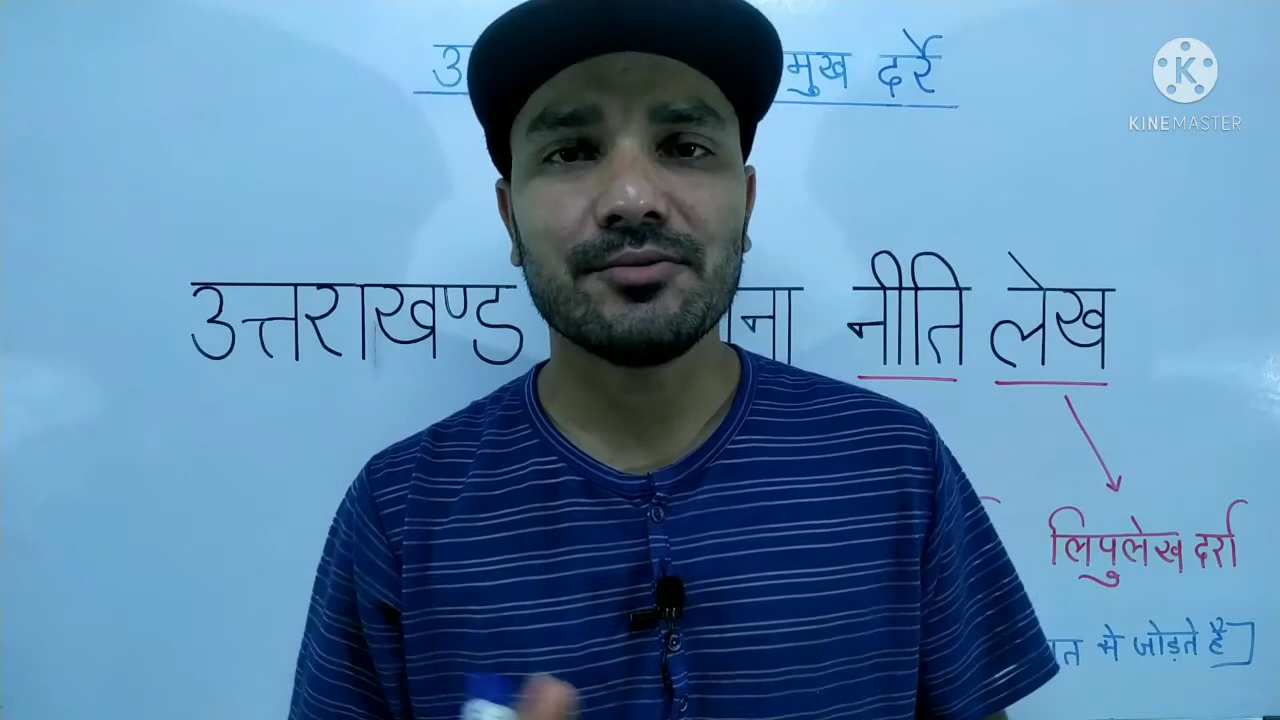 मुख दर्रे
KINEMASTER
उत्तराखण्ड ना नीति लेख
लिपुलेख दर्रा
त मे जोड़ते है]